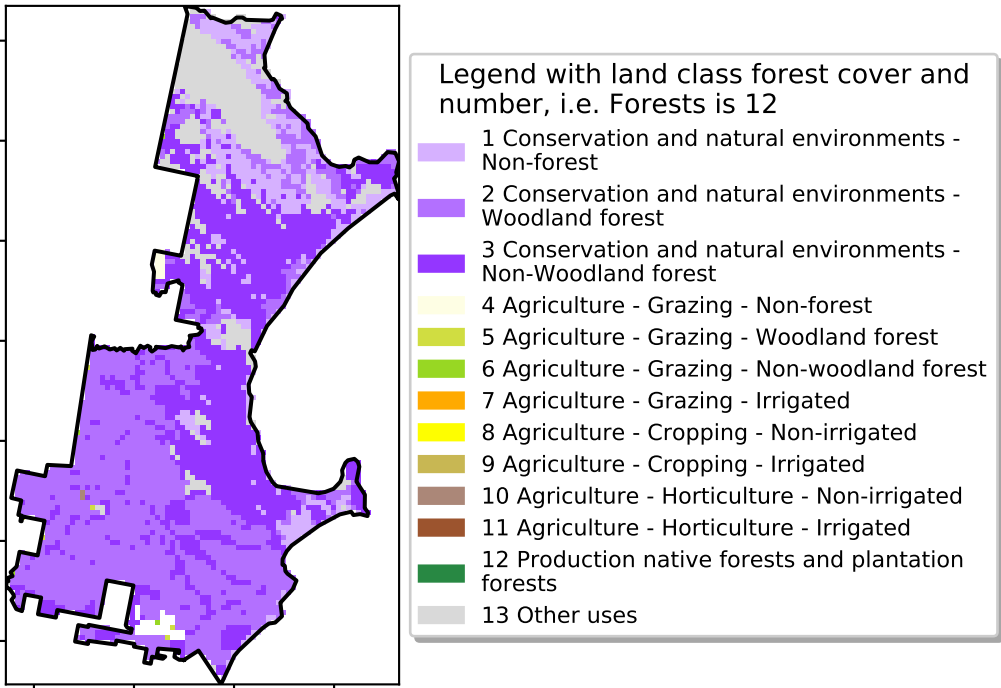 Legend with land class forest cover and
number, i.e. Forests is 12
1 Conservation and natural environments -
Non-forest
2 Conservation and natural environments -
Woodland forest
3 Conservation and natural environments -
Non-Woodland forest
4 Agriculture - Grazing - Non-forest
5 Agriculture - Grazing - Woodland forest
6 Agriculture - Grazing - Non-woodland forest
7 Agriculture - Grazing - Irrigated
8 Agriculture - Cropping - Non-irrigated
9 Agriculture - Cropping - Irrigated
10 Agriculture - Horticulture - Non-irrigated
11 Agriculture - Horticulture - Irrigated
12 Production native forests and plantation
forests
13 Other uses